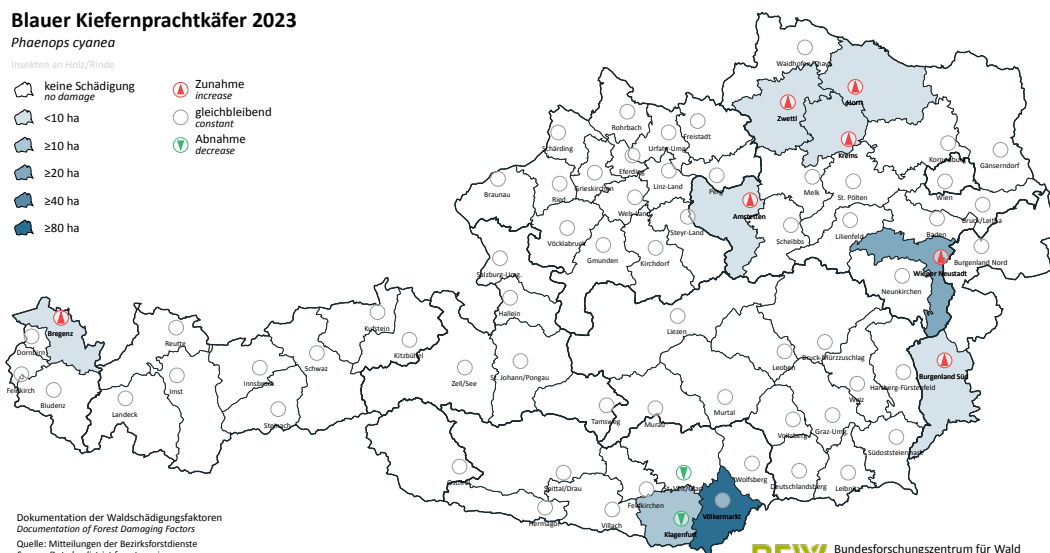 Blauer Kiefernprachtkäfer 2023
Phaenops cyanea
Insekten an Holz/Rinde
keine Schädigung
no damage
<10 ha
≥10 ha
≥20 ha
≥40 ha
≥80 ha
Zunahme
increase
gleichbleibend
constant
Abnahme
decrease
Waidhofen/Thaya
Zwettl
Horn
Krems
Rohrbach
Freistadt
Schärding
Urfahr-Umg.
Eferding
Grieskirchen
Linz-Land
Perg
Braunau
Ried
Wels-Land
Amstetten
Melk
St. Pölten
Korneuburg
Gänserndorf
Wien
Bruck/Leitha
Steyr-Land
Scheibbs
Lilienfeld
Baden
Vöcklabruck
Gmunden
Kirchdorf
Burgenland Nord
Wiener Neustadt
Salzburg-Umg.
Neunkirchen
Hallein
Liezen
Bregenz
Dornbirn
Feldkirch
Bludenz
Reutte
Kufstein
Kitzbühel
Schwaz
Innsbruck
Imst
Landeck
Steinach
Zell/See
St. Johann/Pongau
Bruck-Mürzzuschlag
Leoben
Hartberg-Fürstenfeld
Burgenland Süd
Weiz
Tamsweg
Murau
Murtal
Voitsberg
Graz-Umg.
Südoststeiermark
Spittal/Drau
Hermagor
Villach
Feldkirchen
St. Veit/Glan
Klagenfurt
Völkermarkt
Wolfsberg
Deutschlandsberg
Leibnitz
Dokumentation der Waldschädigungsfaktoren
Documentation of Forest Damaging Factors
Quelle: Mitteilungen der Bezirksforstdienste
Bundesforschungszentrum für Wald